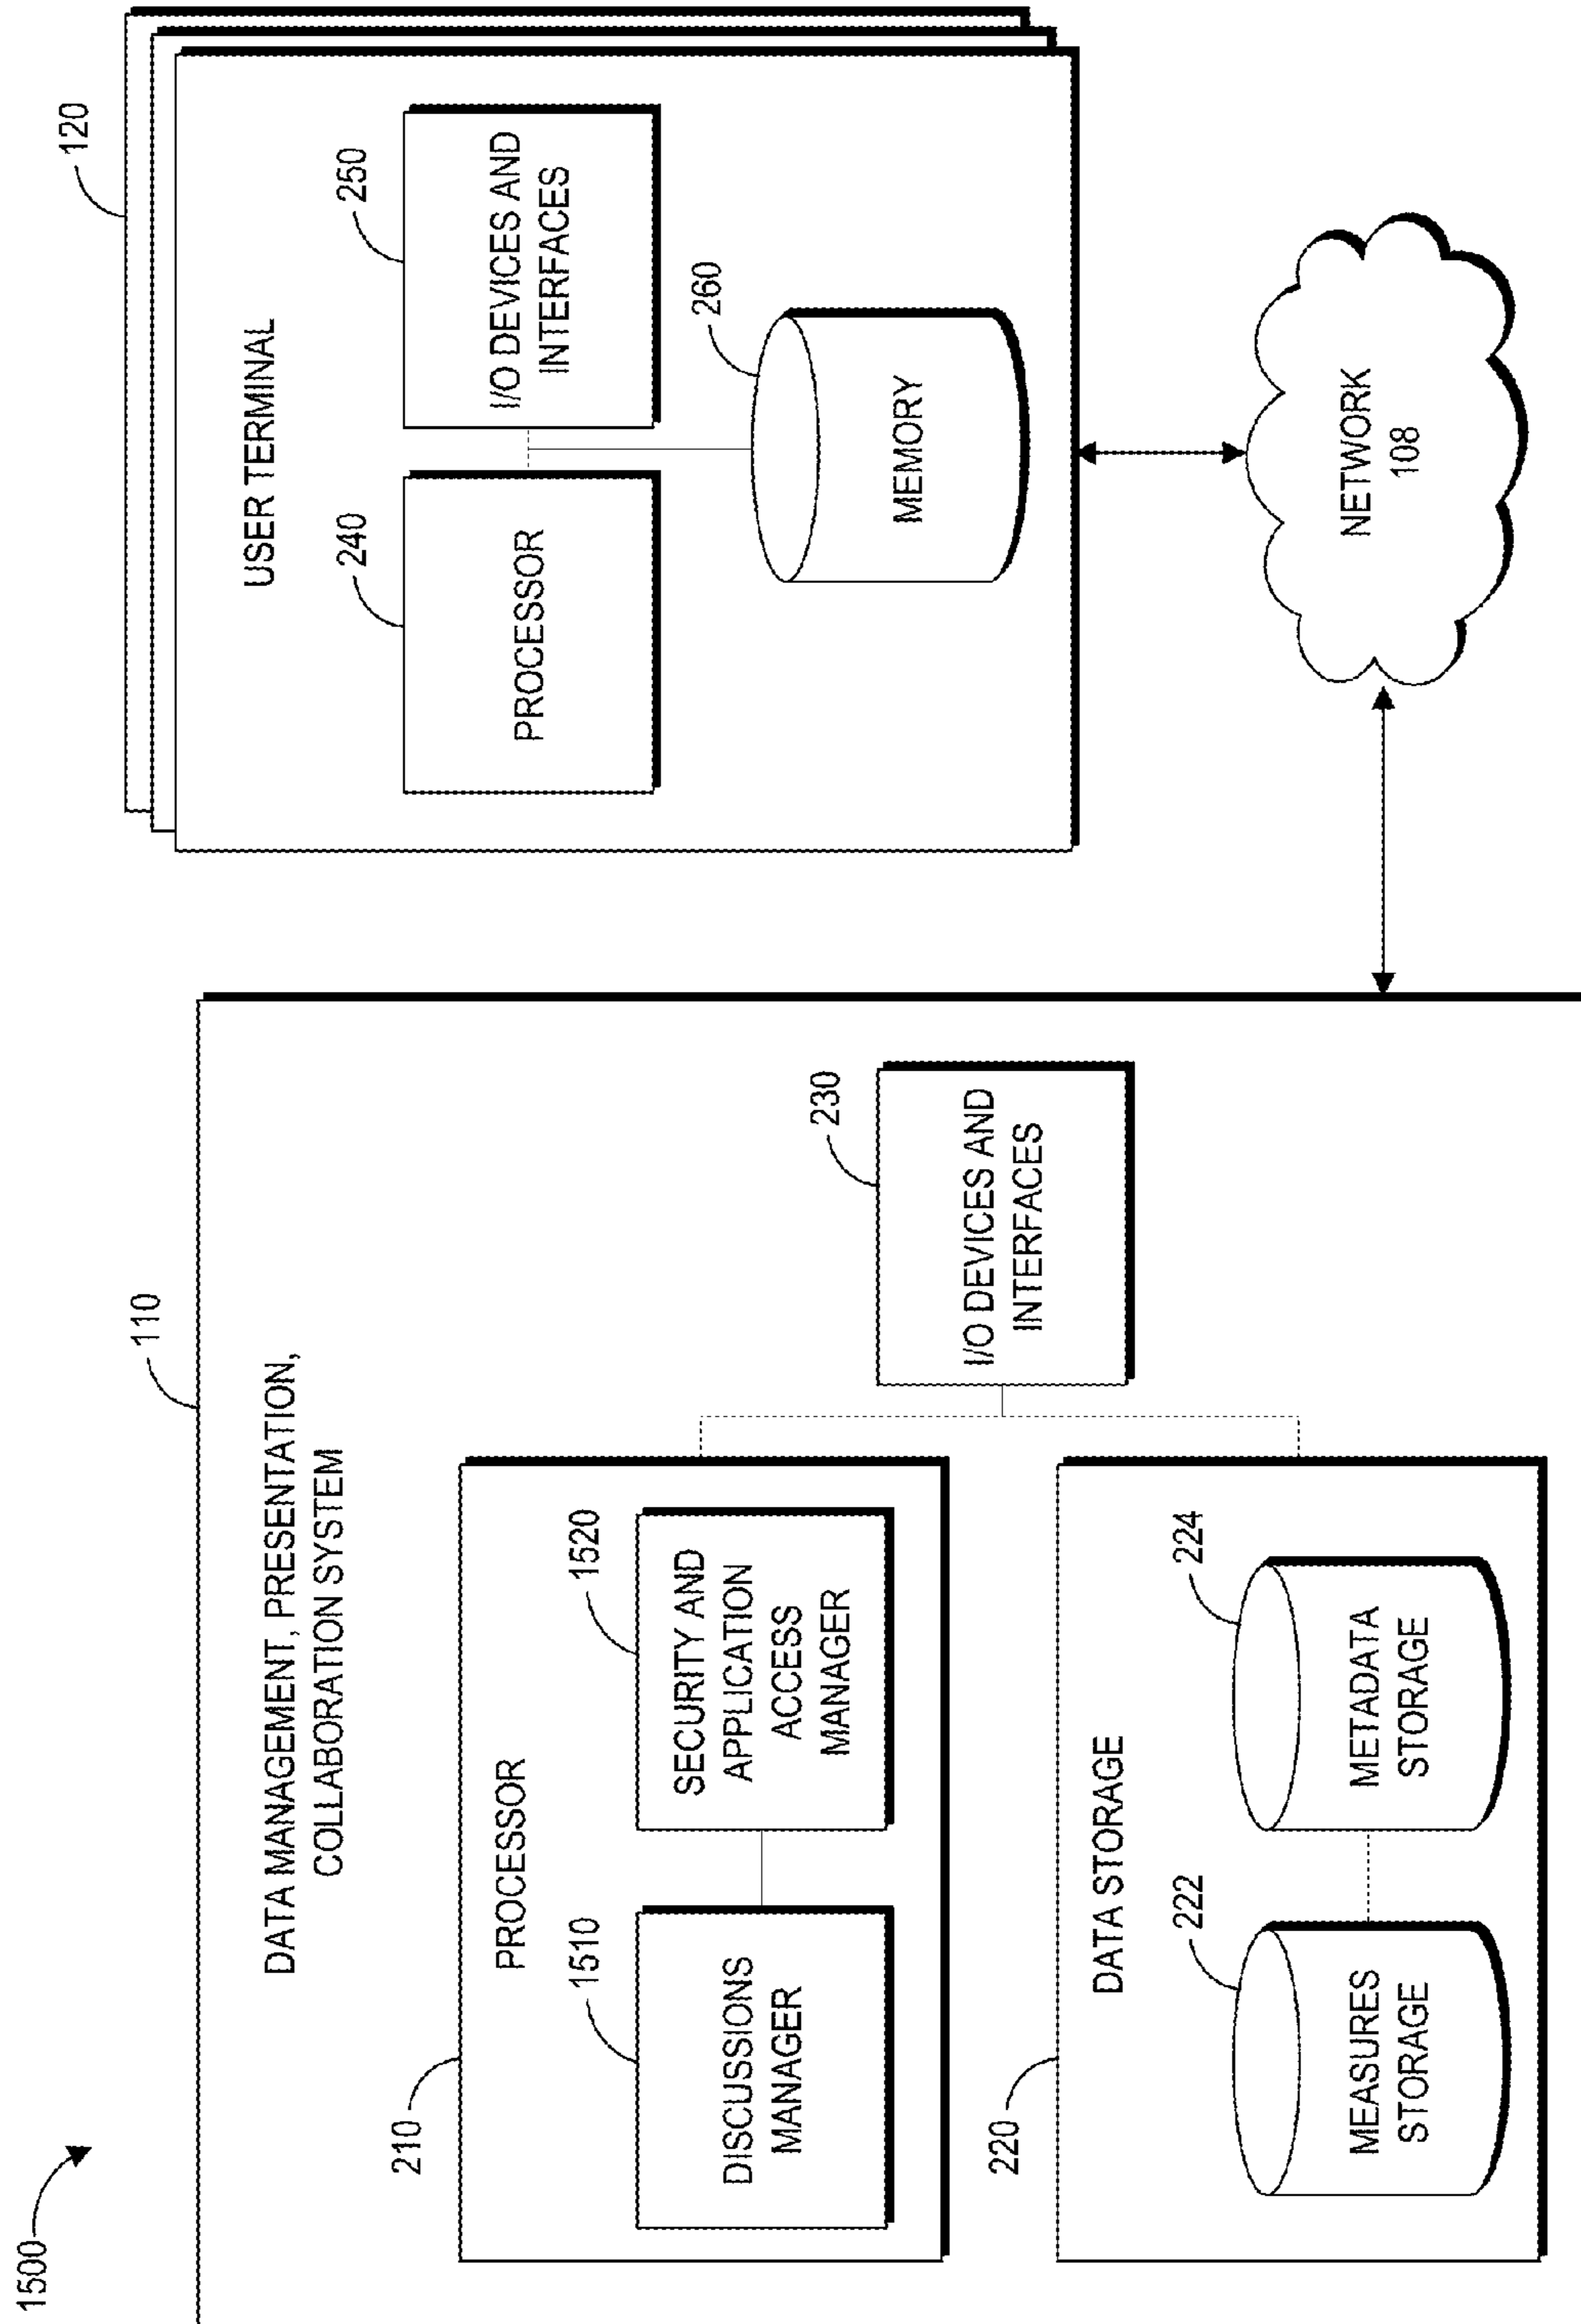 1500
110
DATA MANAGEMENT, PRESENTATION,
COLLABORATION SYSTEM
210
PROCESSOR
1510
DISCUSSIONS
MANAGER
1520
SECURITY AND
APPLICATION
ACCESS
MANAGER
220
DATA STORAGE
222
MEASURES
STORAGE
224
METADATA
STORAGE
230
I/O DEVICES AND
INTERFACES
120
USER TERMINAL
240
PROCESSOR
250
I/O DEVICES AND
INTERFACES
260
MEMORY
NETWORK
108